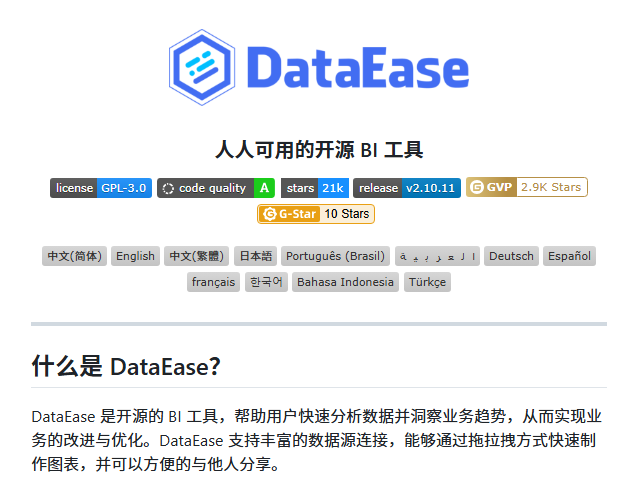 DataEase
人人可用的开源 BI 工具
license GPL-3.0 code quality A stars 21k release v2.10.11 GVP 2.9K Stars
G-Star 10 Stars
中文(简体) English 中文(繁體) 日本語 Português (Brasil) العربية Deutsch Español
français 한국어 Bahasa Indonesia Türkçe
什么是 DataEase？
DataEase 是开源的 BI 工具，帮助用户快速分析数据并洞察业务趋势，从而实现业
务的改进与优化。DataEase 支持丰富的数据源连接，能够通过拖拉拽方式快速制
作图表，并可以方便的与他人分享。